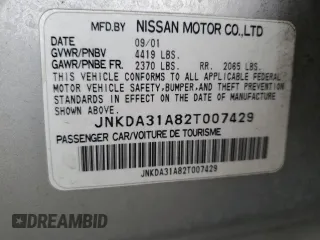 MFD.BY NISSAN MOTOR CO.,LTD
DATE 09/01
GVWR/PNBV 4419 LBS.
GAWR/PNBE FR. 2370 LBS. RR. 2065 LBS.
THIS VEHICLE CONFORMS TO ALL APPLICABLE FEDERAL
MOTOR VEHICLE SAFETY, BUMPER, AND THEFT PREVENTION
STANDARDS IN EFFECT ON THE DATE OF MANUFACTURE
SHOWN ABOVE.
JNKDA31A82T007429
PASSENGER CAR/VOITURE DE TOURISME
JNKDA31A82T007429
DREAMBID.COM